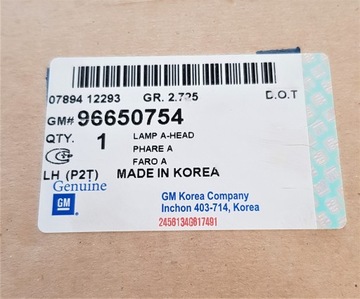 07894 12293 GR. 2.725 D.O.T
GM# 96650754
QTY. 1 LAMP A-HEAD
PHARE A
FARO A
LH (P2T) MADE IN KOREA
Genuine
GM
GM Korea Company
Inchon 403-714, Korea
24561340817491